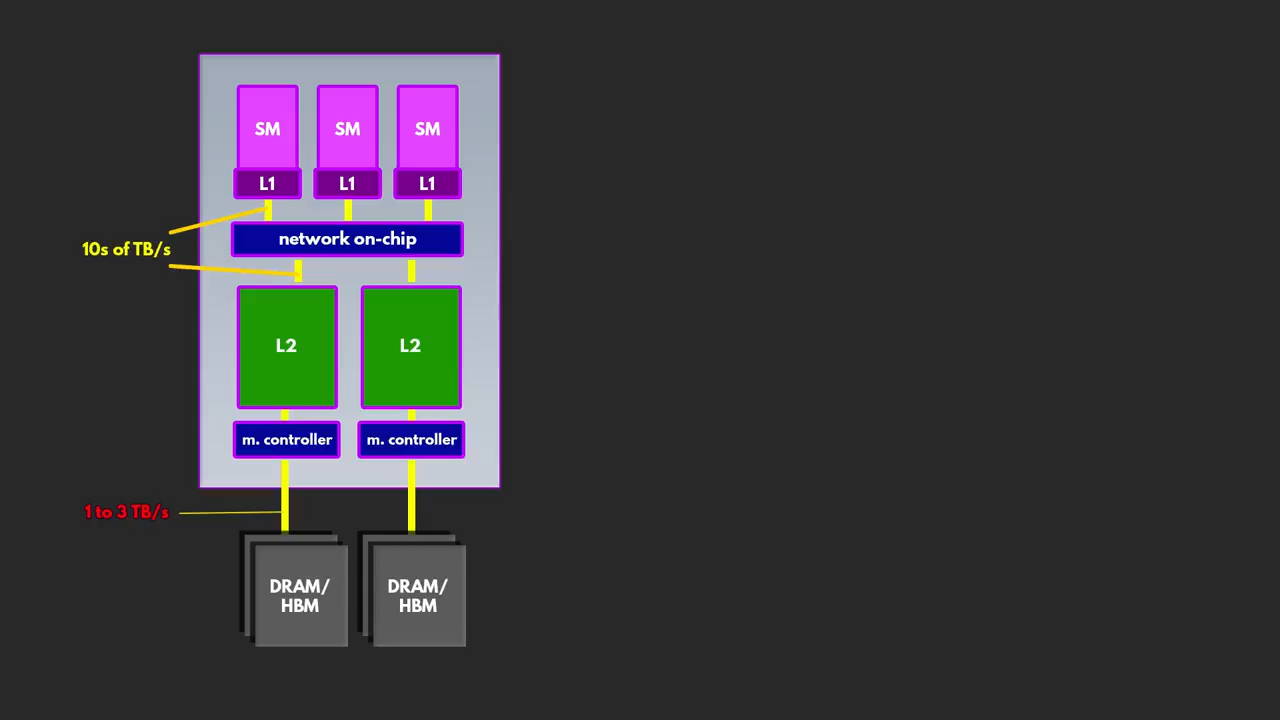 SM SM SM
L1 L1 L1
network on-chip
10s of TB/s
L2 L2
m. controller m. controller
1 to 3 TB/s
DRAM/ DRAM/
HBM HBM